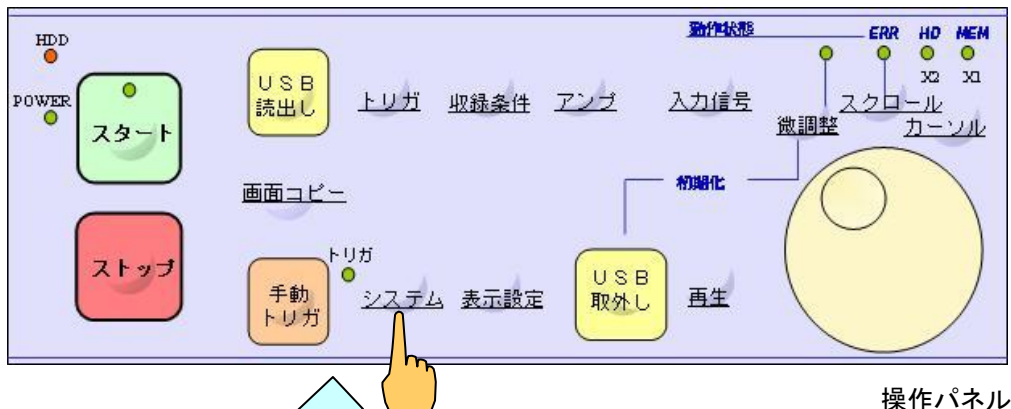 動作状態
ERR HD MEM
HDD
X2 X1
POWER
スタート
USB
読出し
トリガ 収録条件 アンプ 入力信号
スクロール
微調整
カーソル
画面コピー
初期化
ストップ
トリガ
手動
トリガ
システム 表示設定
USB
取外し
再生
操作パネル